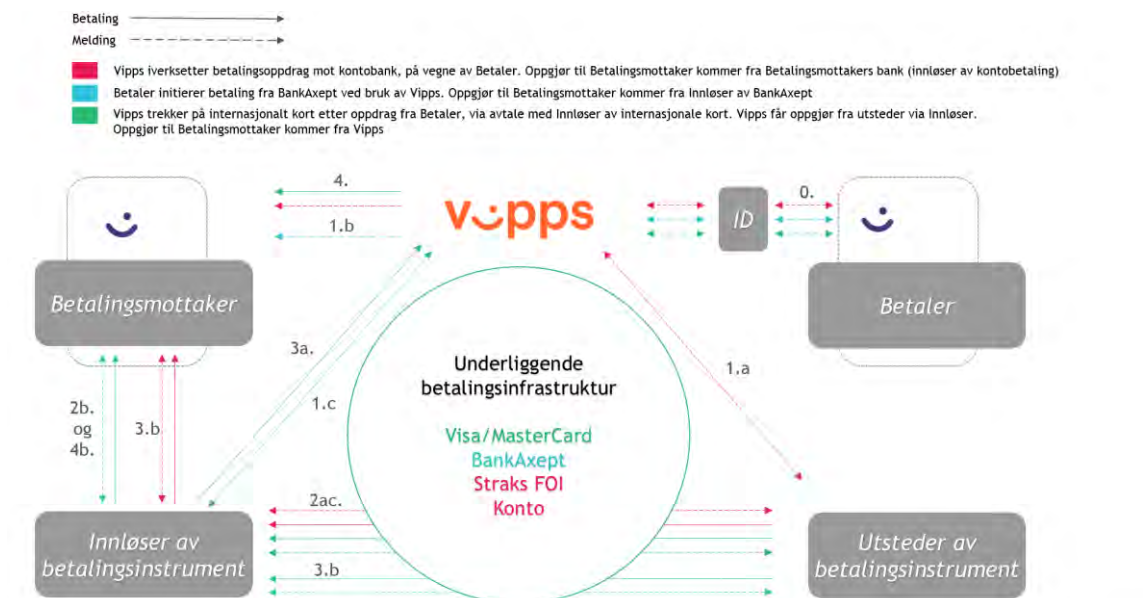 Betaling
Melding
Vipps iverksetter betalingsoppdrag mot kontobank, på vegne av Betaler. Oppgjør til Betalingsmottaker kommer fra Betalingsmottakers bank (innløser av kontobetaling)
Betaler initierer betaling fra BankAxept ved bruk av Vipps. Oppgjør til Betalingsmottaker kommer fra Innløser av BankAxept
Vipps trekker på internasjonalt kort etter oppdrag fra Betaler, via avtale med Innløser av internasjonale kort. Vipps får oppgjør fra utsteder via Innløser.
Oppgjør til Betalingsmottaker kommer fra Vipps
4.
1.b
vipps
ID
0.
Betalingsmottaker
Betaler
3a.
1.c
1.a
Underliggende
betalingsinfrastruktur
Visa/MasterCard
BankAxept
Straks FOI
Konto
2b.
og
4b.
3.b
2ac.
3.b
Innløser av
betalingsinstrument
Utsteder av
betalingsinstrument